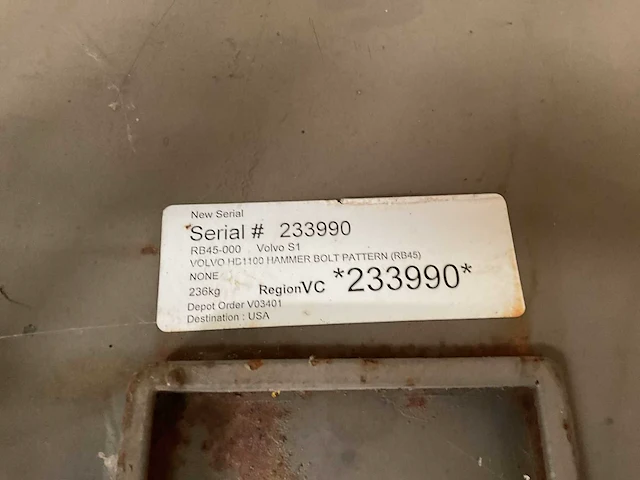 New Serial
Serial # 233990
RB45-000 Volvo S1
VOLVO HB1100 HAMMER BOLT PATTERN (RB45)
NONE
236kg RegionVC *233990*
Depot Order V03401
Destination : USA